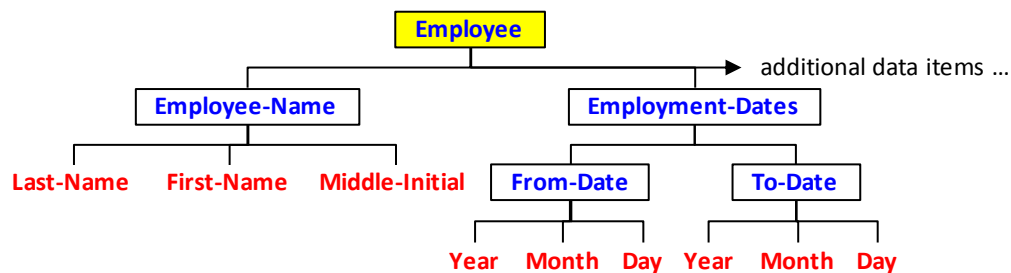 Employee
additional data items …
Employee-Name Employment-Dates
Last-Name First-Name Middle-Initial From-Date To-Date
Year Month Day Year Month Day